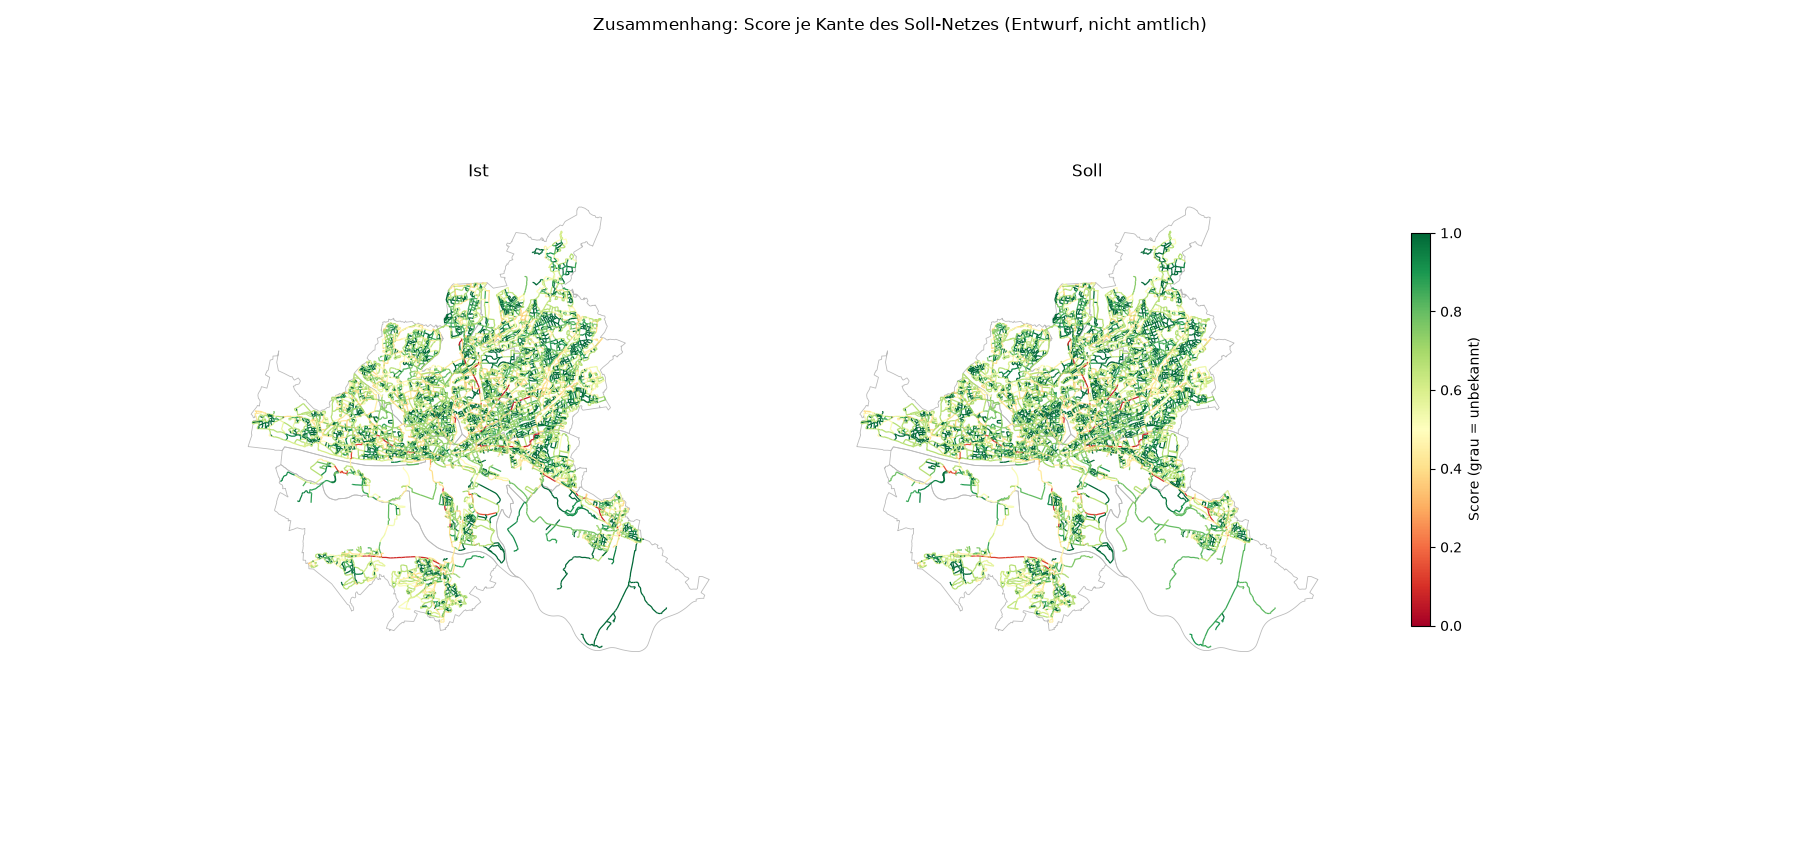 Zusammenhang: Score je Kante des Soll-Netzes (Entwurf, nicht amtlich)
Ist
Soll
1.0
0.8
0.6
0.4
0.2
0.0
Score (grau = unbekannt)